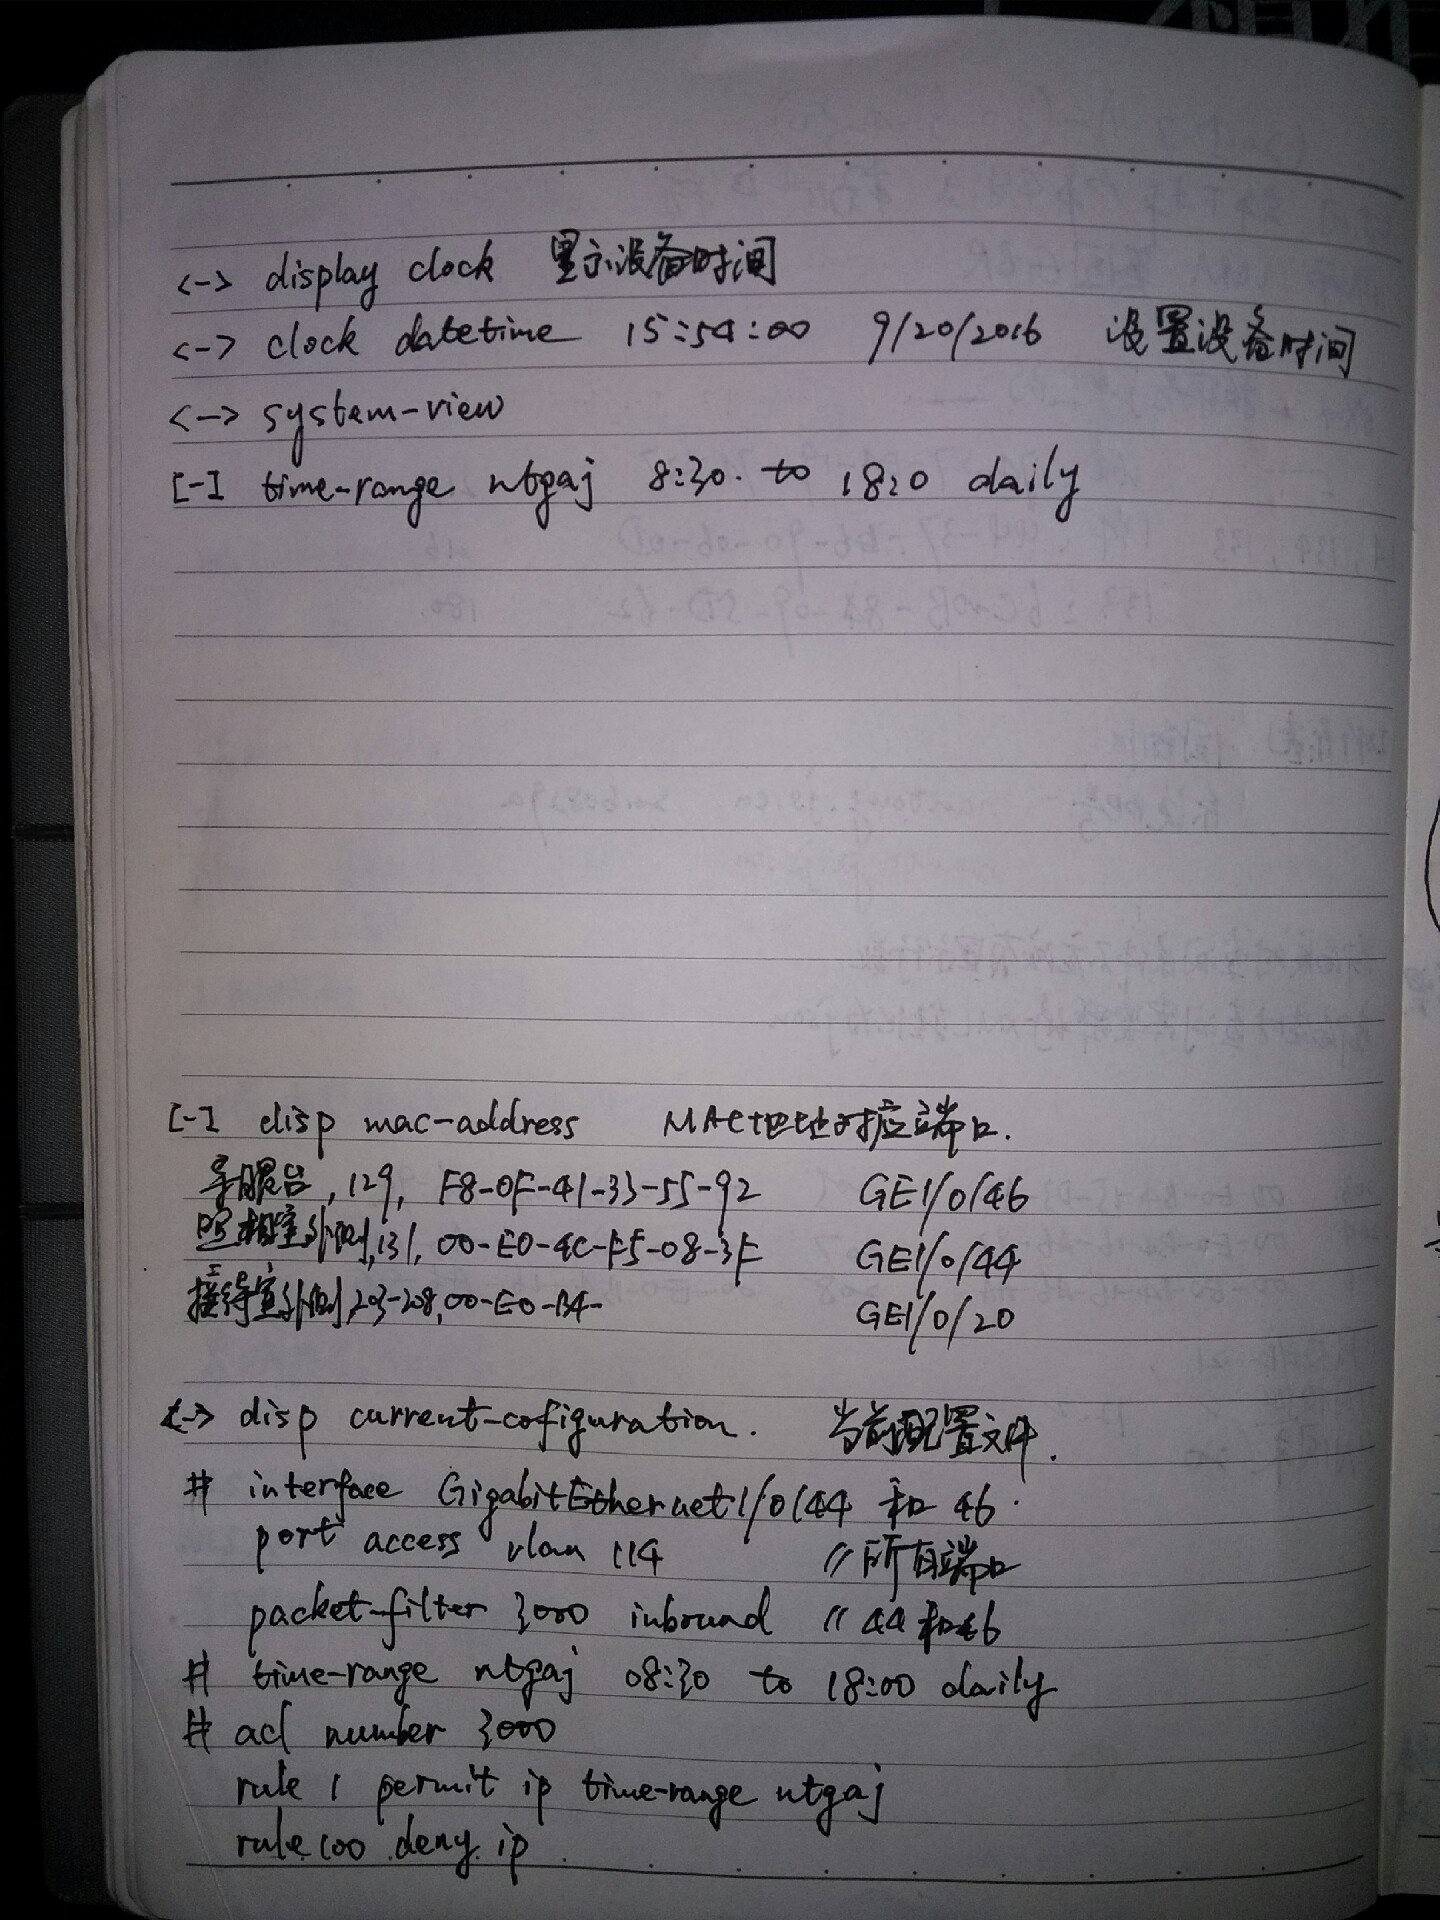 <-> display clock 显示设备时间
<-> clock datetime 15:54:00 9/20/2016 设置设备时间
<-> system-view
[-] time-range ntgaj 8:30 to 18:0 daily
[-] disp mac-address MAC地址对应端口.
导服台, 129, F8-0F-41-33-55-92 GE1/0/46
照相室外侧, 131, 00-E0-4C-F5-08-3F GE1/0/44
接待室外侧, 203-208, 00-E0-B4- GE1/0/20
<-> disp current-cofiguration. 当前配置文件.
# interface GigabitEthernet1/0/44 和 46.
port access vlan 114 //所有端口
packet-filter 3000 inbound //44和46
# time-range ntgaj 08:30 to 18:00 daily
# acl number 3000
rule 1 permit ip time-range ntgaj
rule 100 deny ip